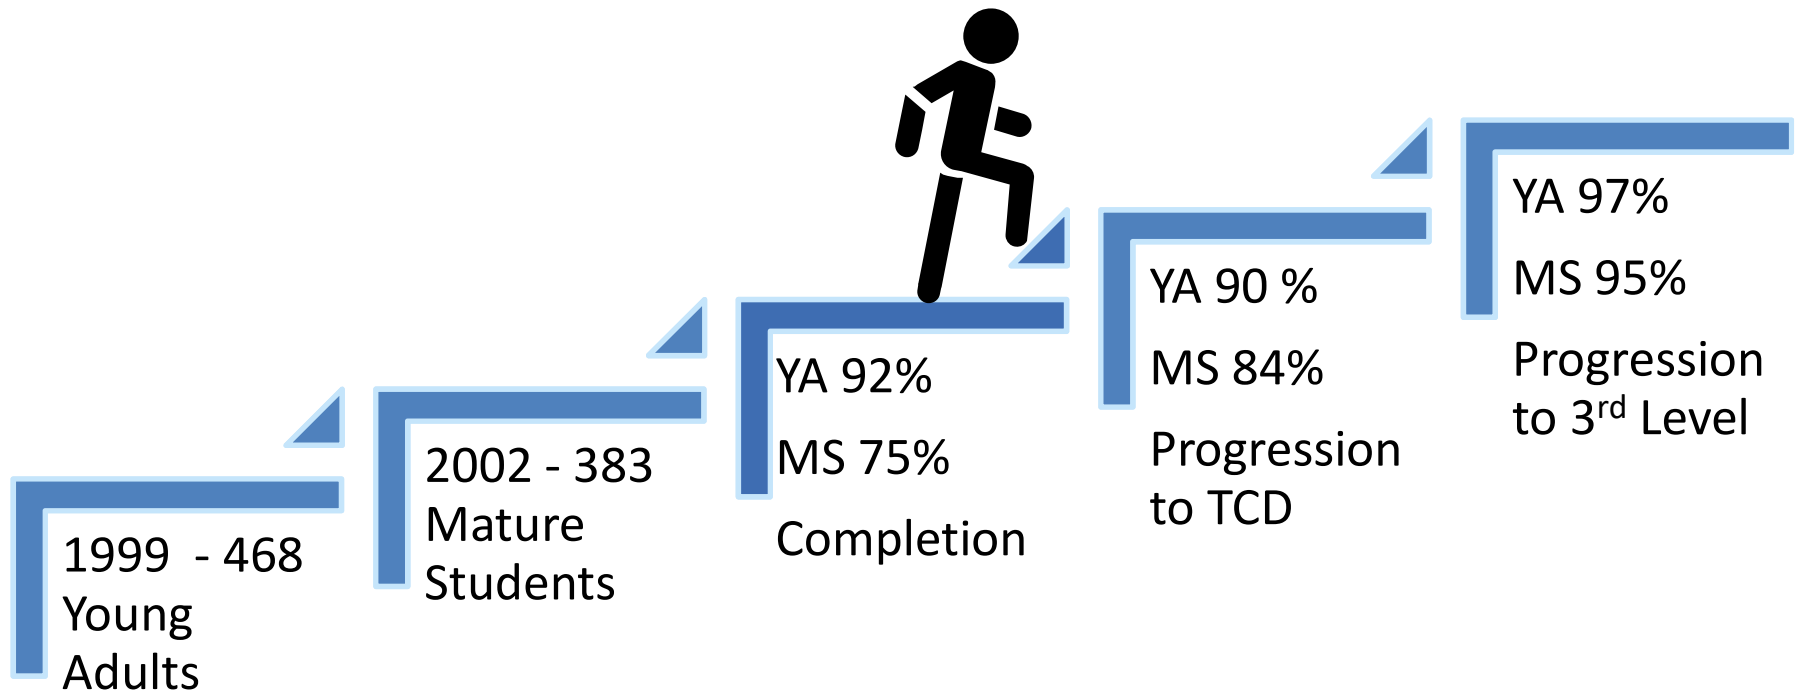 1999  - 468
Young
Adults
2002 - 383
Mature
Students
YA 92%
MS 75%
Completion
YA 90 %
MS 84%
Progression
to TCD
YA 97%
MS 95%
Progression
to 3rd Level